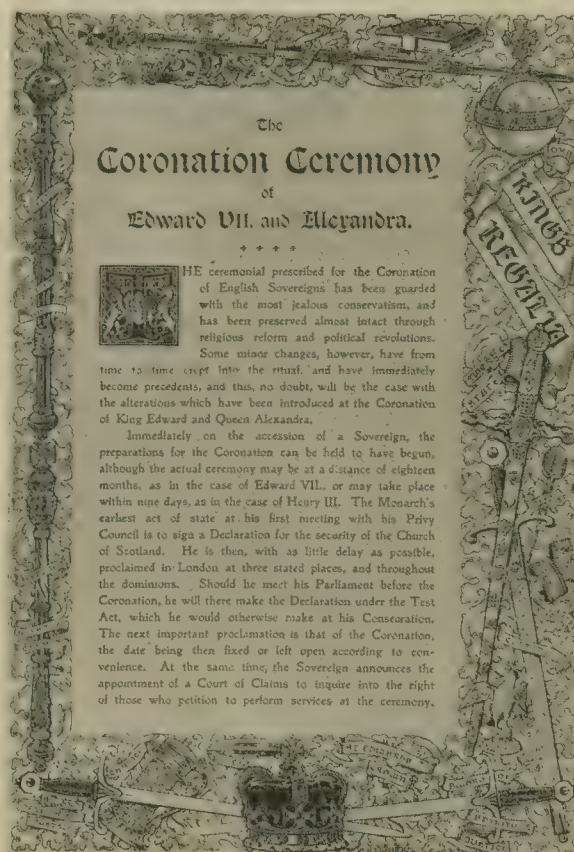 The
Coronation Ceremony
of
Edward VII. and Alexandra.
THE ceremonial prescribed for the Coronation
of English Sovereigns has been guarded
with the most jealous conservatism, and
has been preserved almost intact through
religious reform and political revolutions.
Some minor changes, however, have from
time to time crept into the ritual, and have immediately
become precedents, and this, no doubt, will be the case with
the alterations which have been introduced at the Coronation
of King Edward and Queen Alexandra.
Immediately on the accession of a Sovereign, the
preparations for the Coronation can be held to have begun,
although the actual ceremony may be at a distance of eighteen
months, as in the case of Edward VII., or may take place
within nine days, as in the case of Henry III. The Monarch's
earliest act of state at his first meeting with his Privy
Council is to sign a Declaration for the security of the Church
of Scotland. He is then, with as little delay as possible,
proclaimed in London at three stated places, and throughout
the dominions. Should he meet his Parliament before the
Coronation, he will there make the Declaration under the Test
Act, which he would otherwise make at his Consecration.
The next important proclamation is that of the Coronation,
the date being then fixed or left open according to con-
venience. At the same time, the Sovereign announces the
appointment of a Court of Claims to inquire into the right
of those who petition to perform services at the ceremony.
KINGS
REGALIA